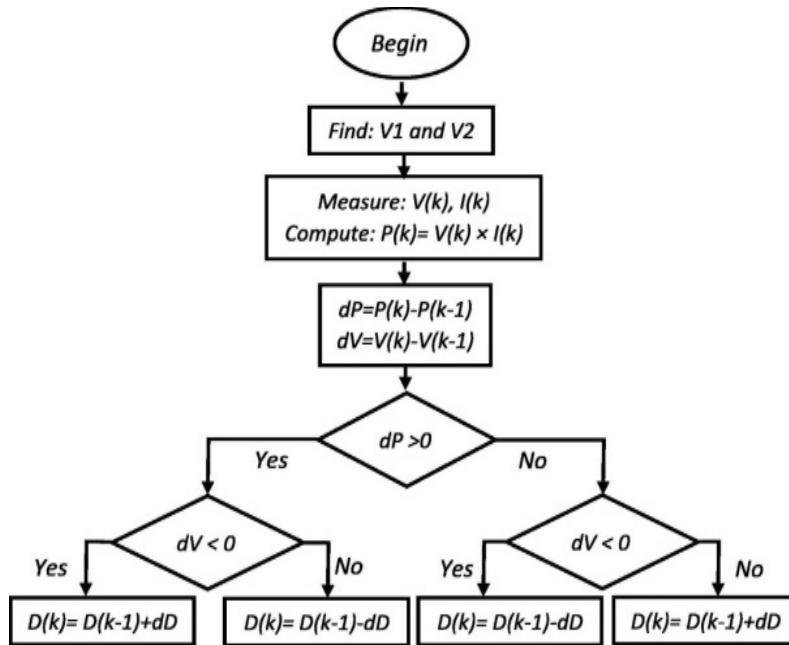 Begin
Find: V1 and V2
Measure: V(k), I(k)
Compute: P(k)= V(k) × I(k)
dP=P(k)-P(k-1)
dV=V(k)-V(k-1)
dP >0
Yes
No
dV < 0
dV < 0
Yes
No
Yes
No
D(k)= D(k-1)+dD
D(k)= D(k-1)-dD
D(k)= D(k-1)-dD
D(k)= D(k-1)+dD